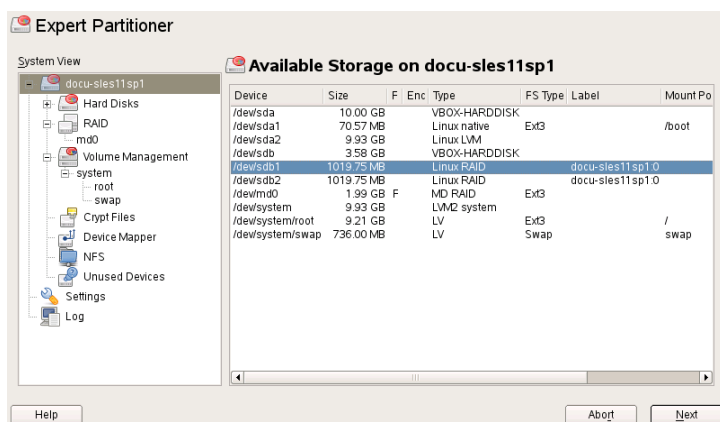 Expert Partitioner
System View
docu-sles11sp1
Hard Disks
RAID
md0
Volume Management
system
root
swap
Crypt Files
Device Mapper
NFS
Unused Devices
Settings
Log
Available Storage on docu-sles11sp1
Device Size F Enc Type FS Type Label Mount Po
/dev/sda 10.00 GB VBOX-HARDDISK
/dev/sda1 70.57 MB Linux native Ext3 /boot
/dev/sda2 9.93 GB Linux LVM
/dev/sdb 3.58 GB VBOX-HARDDISK
/dev/sdb1 1019.75 MB Linux RAID docu-sles11sp1:0
/dev/sdb2 1019.75 MB Linux RAID docu-sles11sp1:0
/dev/md0 1.99 GB F MD RAID Ext3
/dev/system 9.93 GB LVM2 system
/dev/system/root 9.21 GB LV Ext3 /
/dev/system/swap 736.00 MB LV Swap swap
Help Abort Next